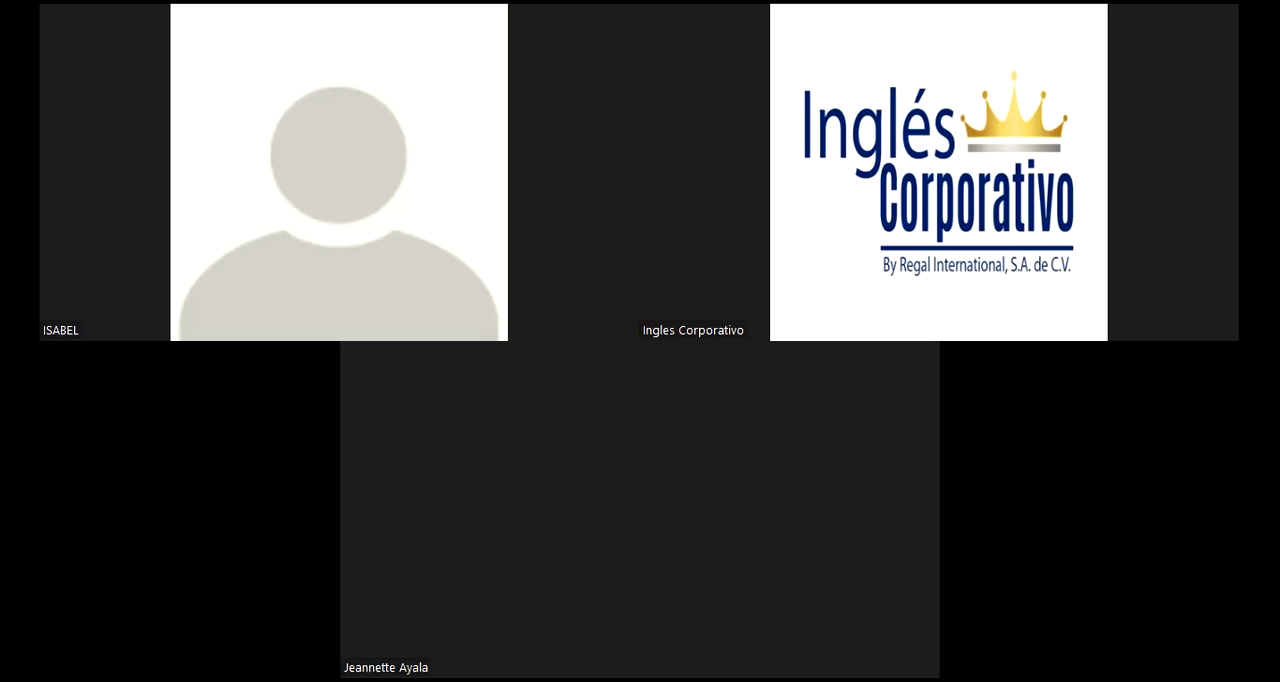 Inglés
Corporativo
By Regal International, S.A. de C.V.
ISABEL
Ingles Corporativo
Jeannette Ayala